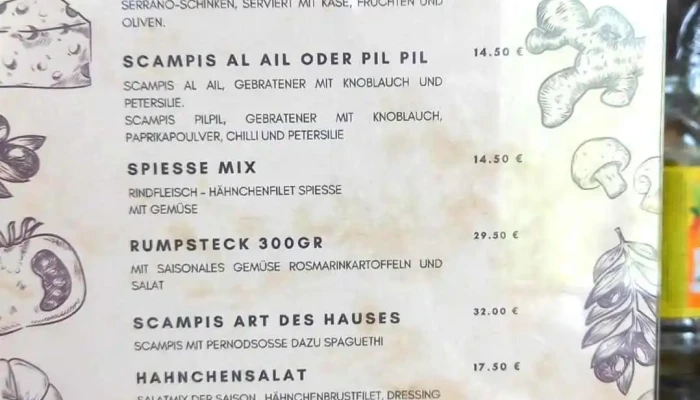 SERRANO-SCHINKEN, SERVIERT MIT KÄSE, FRÜCHTEN UND
OLIVEN.
SCAMPIS AL AIL ODER PIL PIL 14.50 €
SCAMPIS AL AIL, GEBRATENER MIT KNOBLAUCH UND
PETERSILIE.
SCAMPIS PILPIL, GEBRATENER MIT KNOBLAUCH,
PAPRIKAPOULVER, CHILLI UND PETERSILIE
SPIESSE MIX 14.50 €
RINDFLEISCH - HÄHNCHENFILET SPIESSE
MIT GEMÜSE
RUMPSTECK 300GR 29.50 €
MIT SAISONALES GEMÜSE ROSMARINKARTOFFELN UND
SALAT
SCAMPIS ART DES HAUSES 32.00 €
SCAMPIS MIT PERNODSOSSE DAZU SPAGUETHI
HAHNCHENSALAT 17.50 €
SALATMIX DER SAISON, HÄHNCHENBRUSTFILET, DRESSING